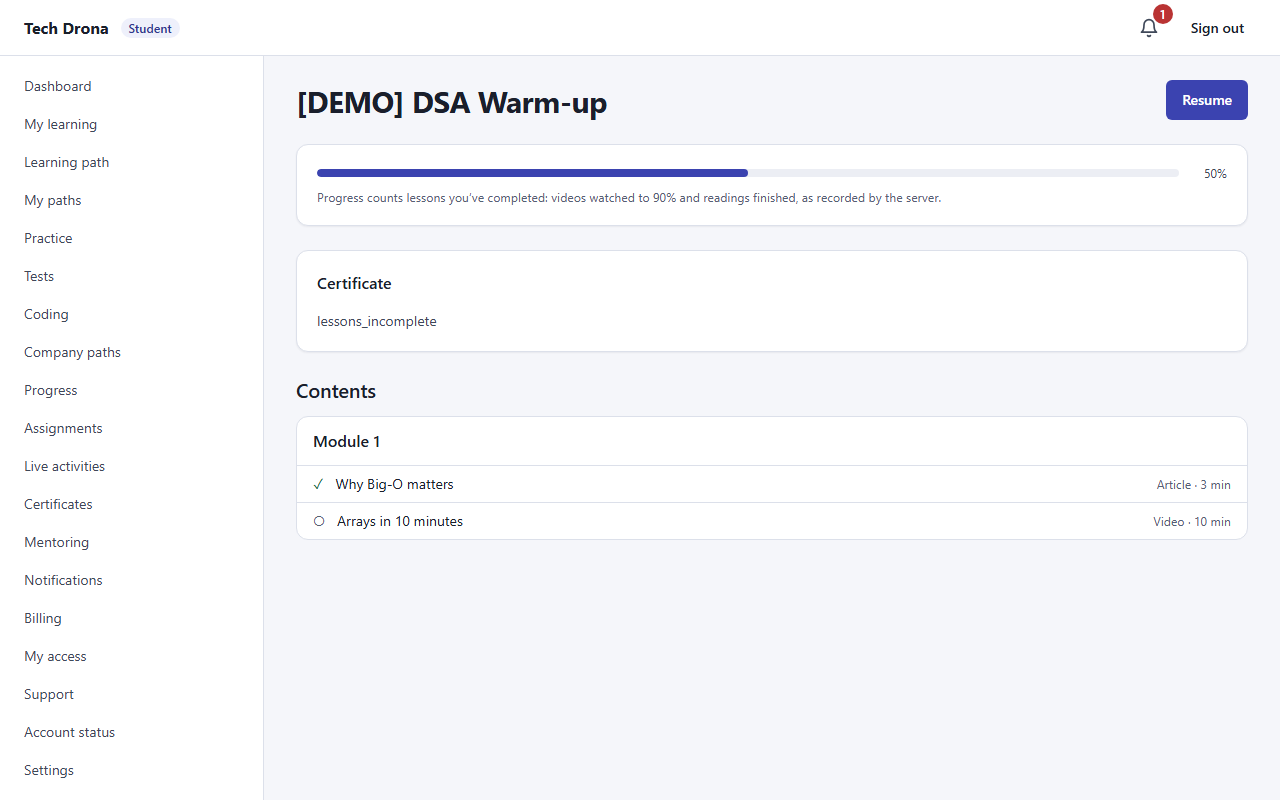 Tech Drona
Student
1
Sign out
Dashboard
My learning
Learning path
My paths
Practice
Tests
Coding
Company paths
Progress
Assignments
Live activities
Certificates
Mentoring
Notifications
Billing
My access
Support
Account status
Settings
[DEMO] DSA Warm-up
Resume
50%
Progress counts lessons you've completed: videos watched to 90% and readings finished, as recorded by the server.
Certificate
lessons_incomplete
Contents
Module 1
✓ Why Big-O matters Article · 3 min
○ Arrays in 10 minutes Video · 10 min